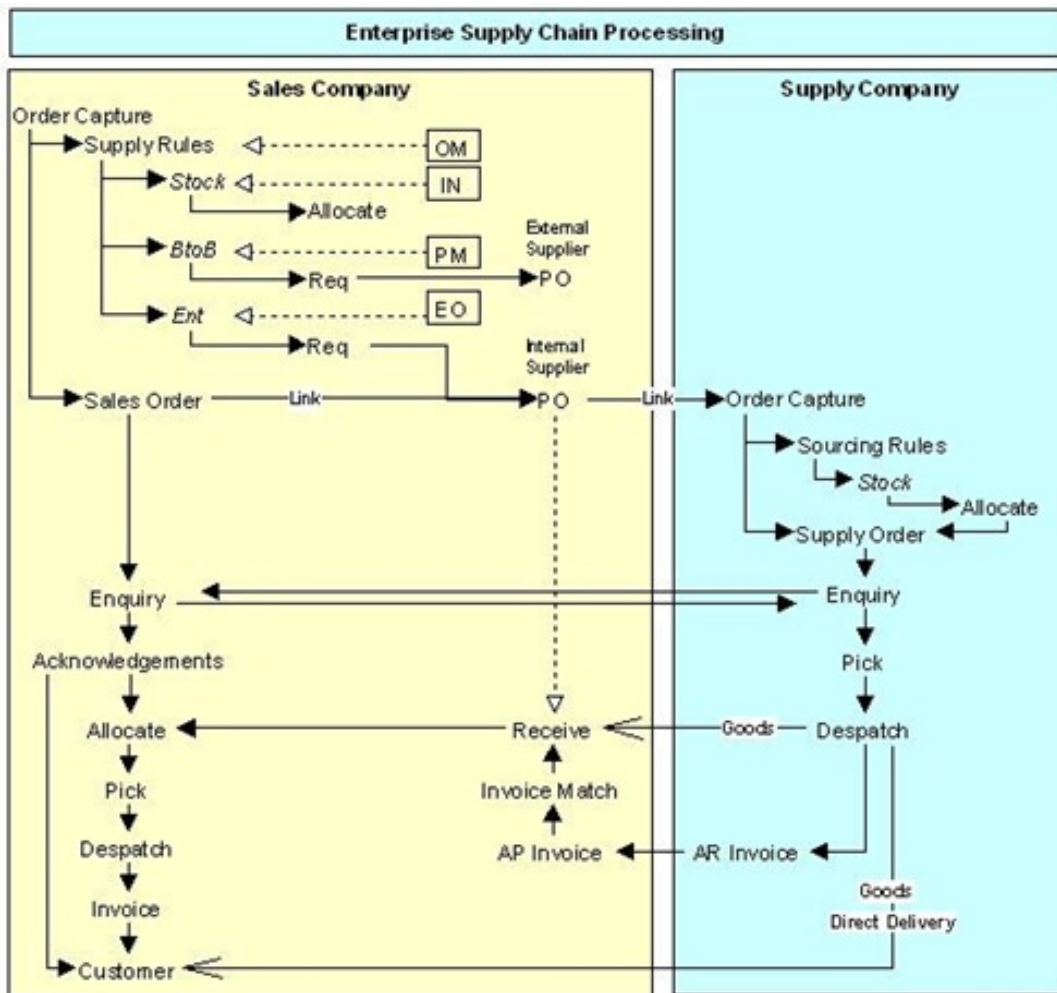 Enterprise Supply Chain Processing
Sales Company
Order Capture
Supply Rules
OM
Stock
IN
Allocate
External
Supplier
BtoB
PM
Req
PO
Ent
EO
Req
Internal
Supplier
Sales Order
Link
PO
Link
Enquiry
Acknowledgements
Allocate
Receive
Goods
Pick
Invoice Match
Despatch
AP Invoice
Invoice
Customer
Supply Company
Order Capture
Sourcing Rules
Stock
Allocate
Supply Order
Enquiry
Pick
Despatch
AR Invoice
Goods
Direct Delivery